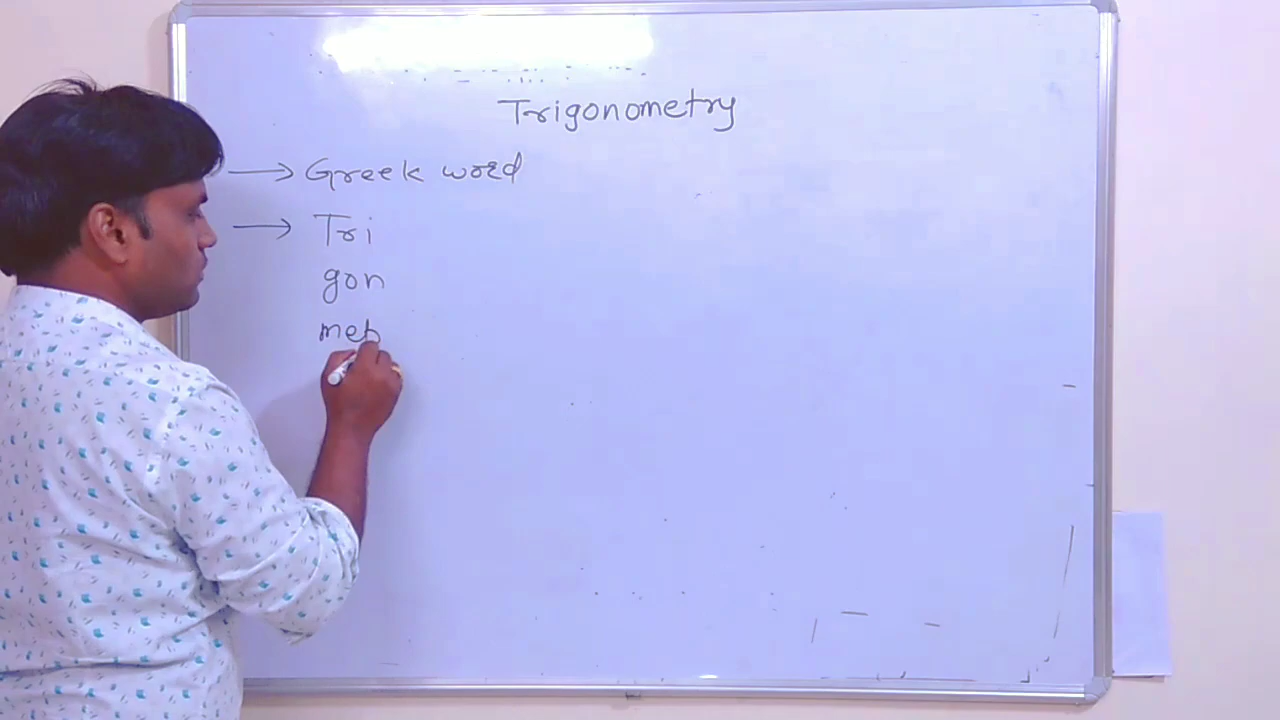 Trigonometry
→ Greek word
→ Tri
gon
met